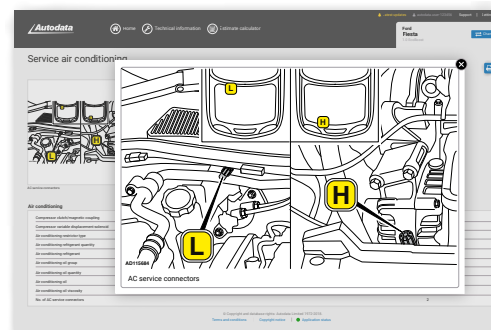 Autodata
Home
Technical information
Estimate calculator
Support
Ford
Fiesta
Service air conditioning
L
H
L
H
AD115684
AC service connectors
Air conditioning
Compressor clutch/magnetic coupling
Compressor variable displacement solenoid
Air conditioning restrictor type
Air conditioning refrigerant quantity
Air conditioning refrigerant
Air conditioning oil group
Air conditioning oil quantity
Air conditioning oil
Air conditioning oil viscosity
No. of AC service connectors
2
Terms and conditions
Copyright notice
Application status